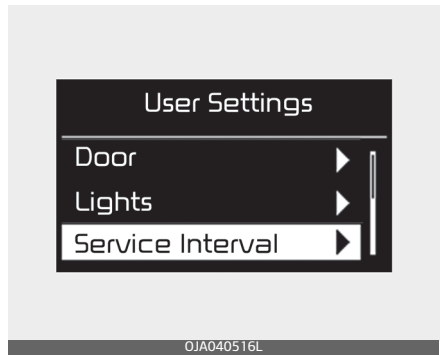 User Settings
Door
Lights
Service Interval
OJA040516L